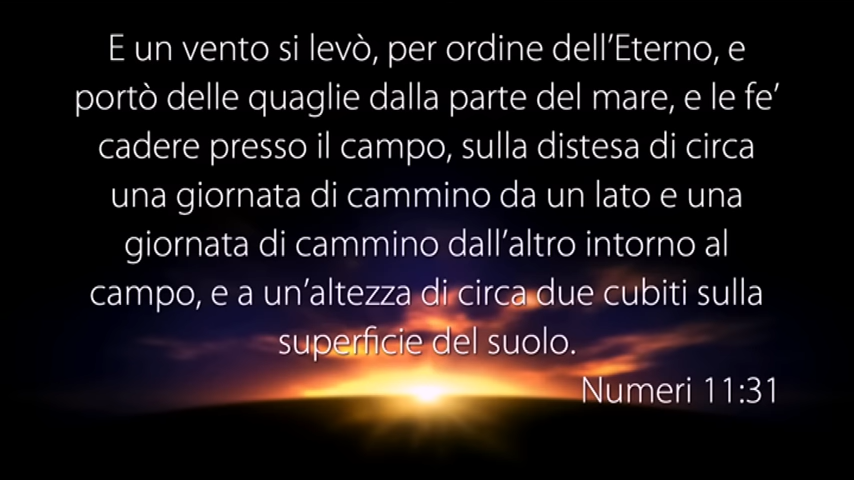 E un vento si levò, per ordine dell’Eterno, e
portò delle quaglie dalla parte del mare, e le fe’
cadere presso il campo, sulla distesa di circa
una giornata di cammino da un lato e una
giornata di cammino dall’altro intorno al
campo, e a un’altezza di circa due cubiti sulla
superficie del suolo.
Numeri 11:31